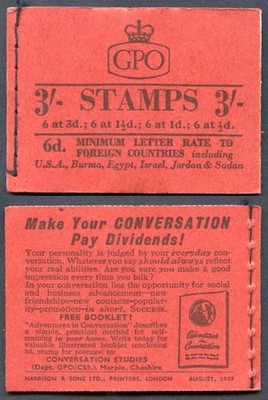 GPO
3/- STAMPS 3/-
6 at 3d.; 6 at 1½d.; 6 at 1d.; 6 at ½d.
6d. MINIMUM LETTER RATE TO
FOREIGN COUNTRIES including
U.S.A., Burma, Egypt, Israel, Jordan & Sudan
Make Your CONVERSATION
Pay Dividends!
Your personality is judged by your everyday con-
versation. Whatever you say should always reflect
your real abilities. Are you sure you make a good
impression every time you talk?
In your conversation lies the opportunity for social
and business advancement—new
friendships—new contacts—popular-
ity—promotion—in short, Success.
FREE BOOKLET!
"Adventures in Conversation" describes
a simple, practical method for self-
training in your home. Write today for
valuable illustrated booklet enclosing
3d. stamp for postage) to:
CONVERSATION STUDIES
(Dept. GPO/CS9.), Marple, Cheshire
Adventures
in
Conversation
HARRISON & SONS LTD., PRINTERS, LONDON AUGUST, 1959